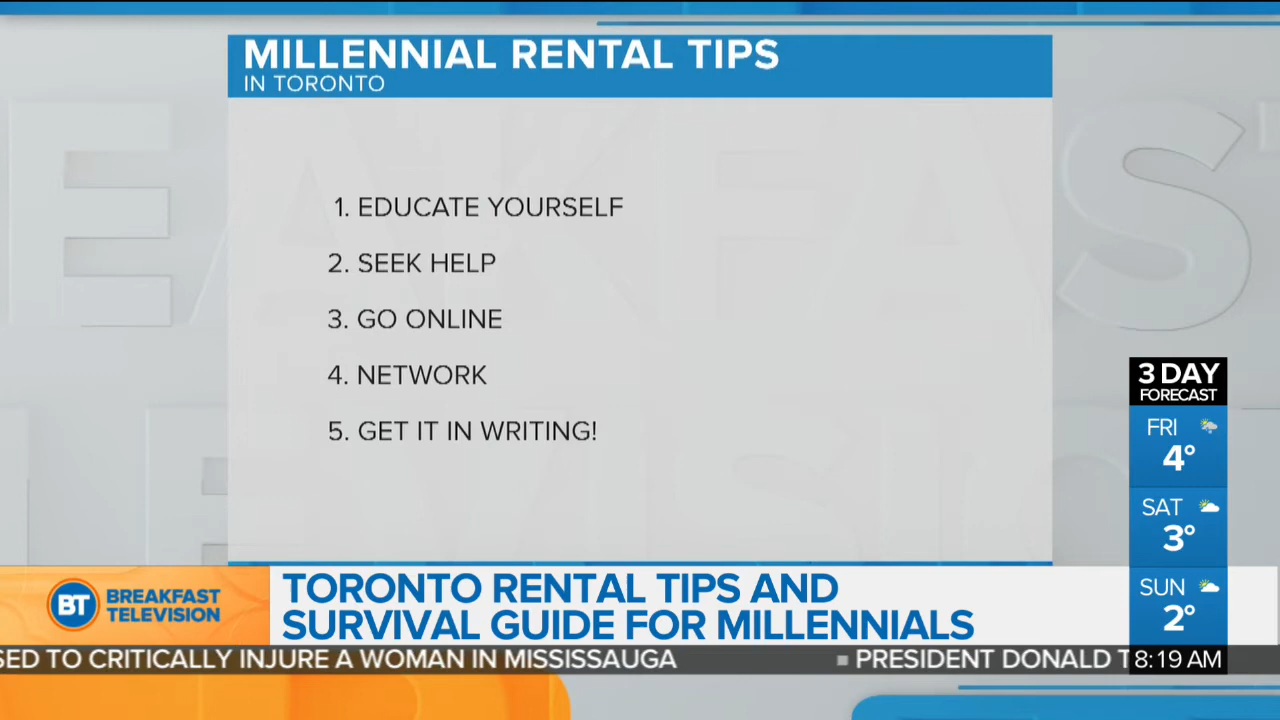 MILLENNIAL RENTAL TIPS
IN TORONTO
1. EDUCATE YOURSELF
2. SEEK HELP
3. GO ONLINE
4. NETWORK
5. GET IT IN WRITING!
3 DAY
FORECAST
FRI
4°
SAT
3°
SUN
2°
BT BREAKFAST
TELEVISION
TORONTO RENTAL TIPS AND
SURVIVAL GUIDE FOR MILLENNIALS
SED TO CRITICALLY INJURE A WOMAN IN MISSISSAUGA ■ PRESIDENT DONALD T
8:19 AM